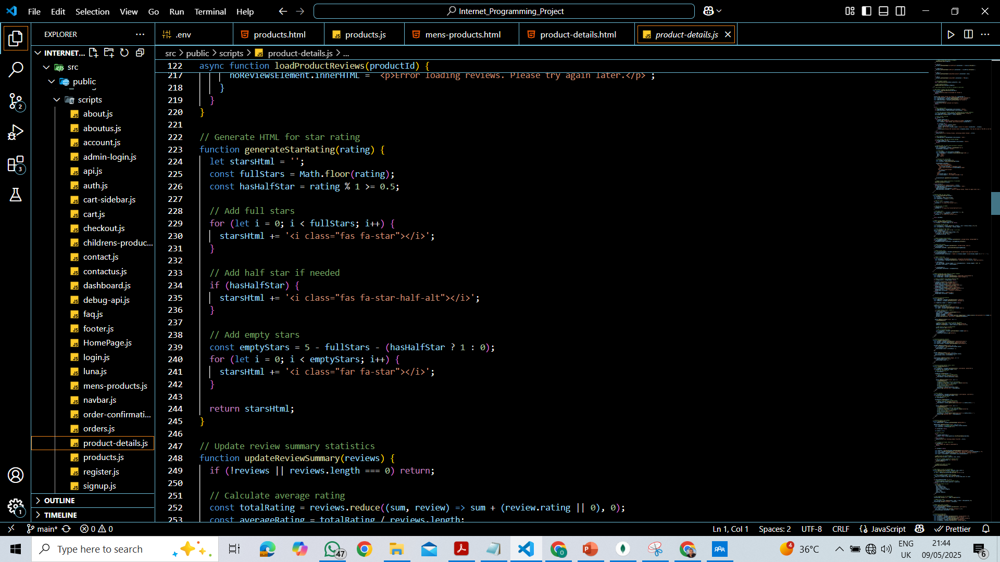 File Edit Selection View Go Run Terminal Help
Internet_Programming_Project
EXPLORER
.env
products.html
products.js
mens-products.html
product-details.html
product-details.js
INTERNET...
src > public > scripts > product-details.js > ...
src
public
scripts
about.js
aboutus.js
account.js
admin-login.js
api.js
auth.js
cart-sidebar.js
cart.js
checkout.js
childrens-produc...
contact.js
contactus.js
dashboard.js
debug-api.js
faq.js
footer.js
HomePage.js
login.js
luna.js
mens-products.js
navbar.js
order-confirmati...
orders.js
product-details.js
products.js
register.js
signup.js
OUTLINE
TIMELINE
2
3
1
122 async function loadProductReviews(productId) {
217 noReviewsElement.innerHTML = `<p>Error loading reviews. Please try again later.</p>`;
218 }
219 }
220 }
221
222 // Generate HTML for star rating
223 function generateStarRating(rating) {
224 let starsHtml = '';
225 const fullStars = Math.floor(rating);
226 const hasHalfStar = rating % 1 >= 0.5;
227
228 // Add full stars
229 for (let i = 0; i < fullStars; i++) {
230 starsHtml += '<i class="fas fa-star"></i>';
231 }
232
233 // Add half star if needed
234 if (hasHalfStar) {
235 starsHtml += '<i class="fas fa-star-half-alt"></i>';
236 }
237
238 // Add empty stars
239 const emptyStars = 5 - fullStars - (hasHalfStar ? 1 : 0);
240 for (let i = 0; i < emptyStars; i++) {
241 starsHtml += '<i class="far fa-star"></i>';
242 }
243
244 return starsHtml;
245 }
246
247 // Update review summary statistics
248 function updateReviewSummary(reviews) {
249 if (!reviews || reviews.length === 0) return;
250
251 // Calculate average rating
252 const totalRating = reviews.reduce((sum, review) => sum + (review.rating || 0), 0);
253 const averageRating = totalRating / reviews.length;
main* 0 0 Ln 1, Col 1 Spaces: 2 UTF-8 CRLF JavaScript Prettier
Type here to search
47
4
36°C
ENG
UK
21:44
09/05/2025
6